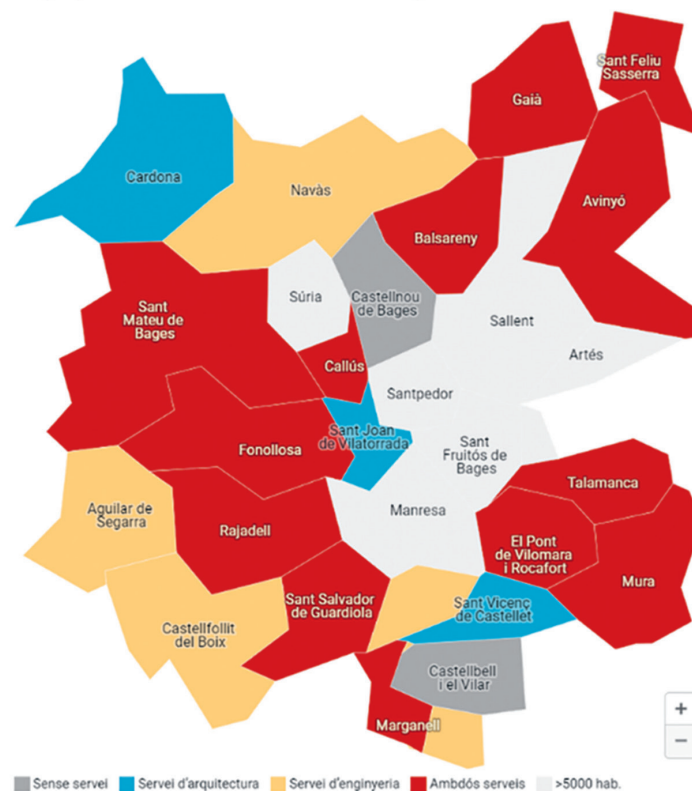 Sant Feliu
Sasserra
Gaià
Cardona
Navàs
Avinyó
Balsareny
Sant
Mateu de
Bages
Súria
Castellnou
de Bages
Sallent
Artés
Callús
Santpedor
Sant Joan
de Vilatorrada
Fonollosa
Sant
Fruitós de
Bages
Talamanca
Aguilar de
Segarra
Rajadell
Manresa
El Pont
de Vilomara
i Rocafort
Mura
Sant Salvador
de Guardiola
Sant Vicenç
de Castellet
Castellfollit
del Boix
Castellbell
i el Vilar
Marganell
+
−
Sense servei Servei d'arquitectura Servei d'enginyeria Ambdós serveis >5000 hab.